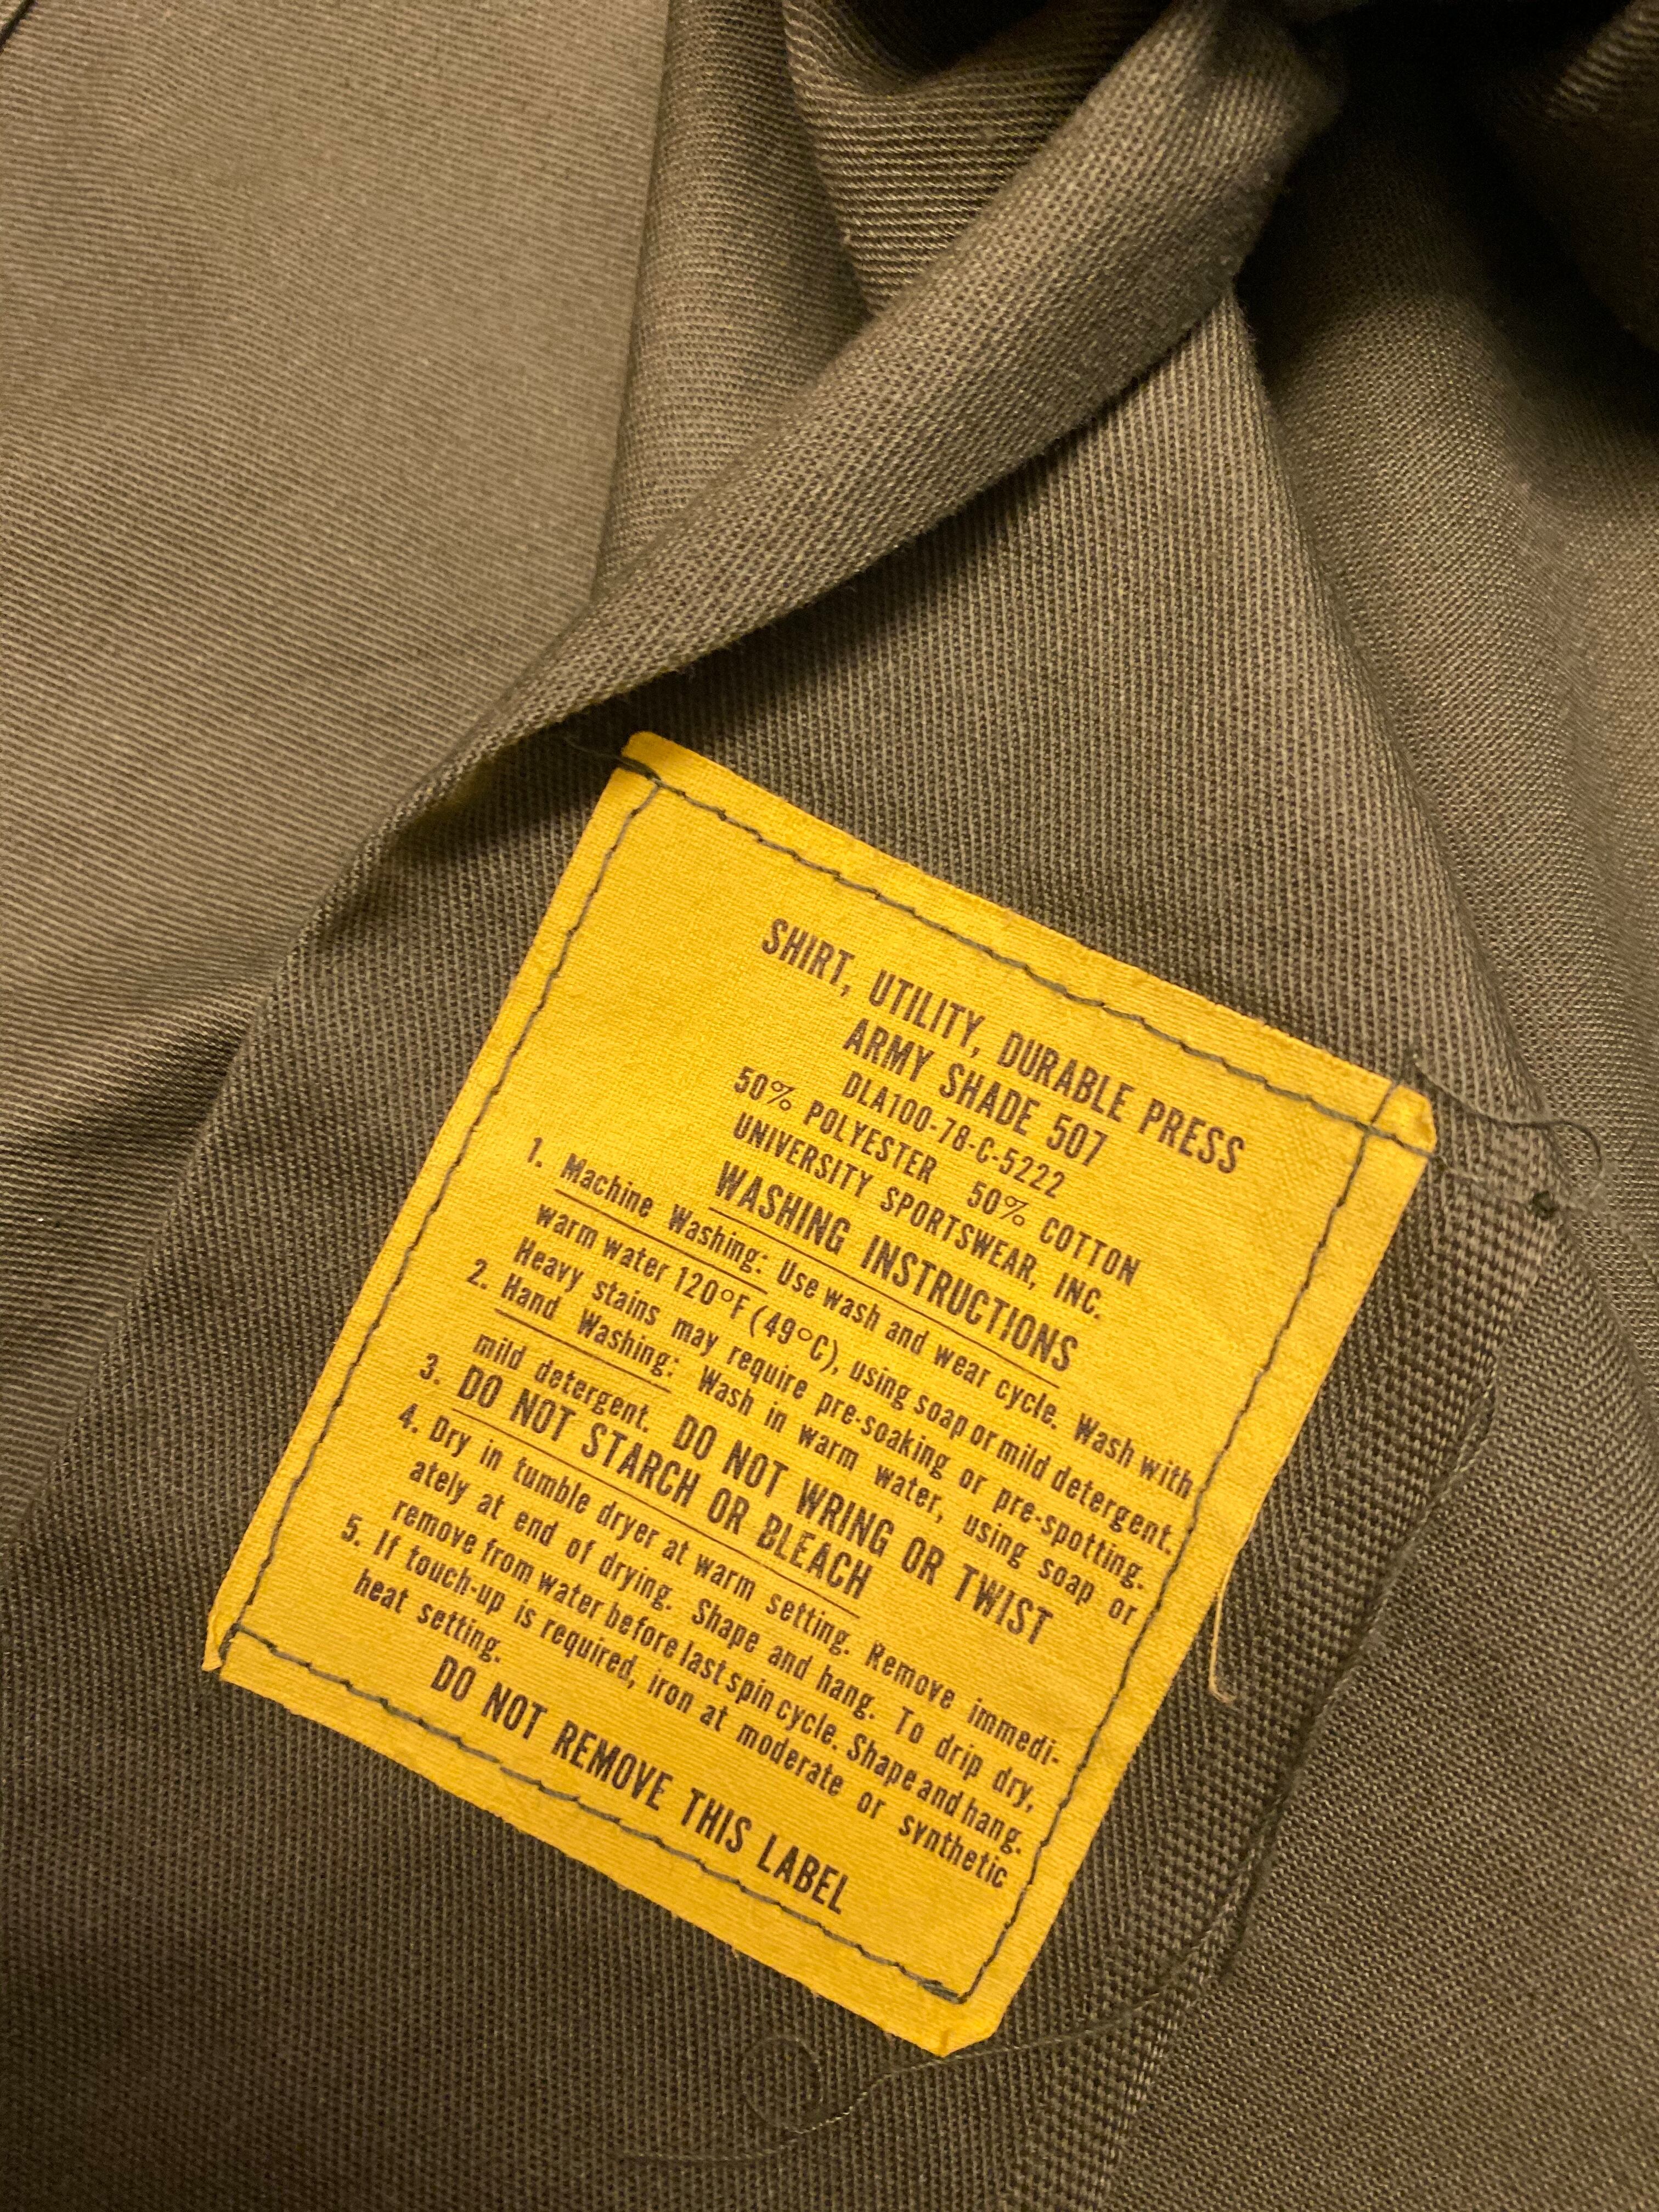 SHIRT, UTILITY, DURABLE PRESS
ARMY SHADE 507
DLA100-78-C-5222
50% POLYESTER 50% COTTON
UNIVERSITY SPORTSWEAR, INC.
WASHING INSTRUCTIONS
1. Machine Washing: Use wash and wear cycle. Wash with
warm water 120°F (49°C), using soap or mild detergent.
Heavy stains may require pre-soaking or pre-spotting.
2. Hand Washing: Wash in warm water, using soap or
mild detergent. DO NOT WRING OR TWIST
3. DO NOT STARCH OR BLEACH
4. Dry in tumble dryer at warm setting. Remove immedi-
ately at end of drying. Shape and hang. To drip dry,
remove from water before last spin cycle. Shape and hang.
5. If touch-up is required, iron at moderate or synthetic
heat setting.
DO NOT REMOVE THIS LABEL